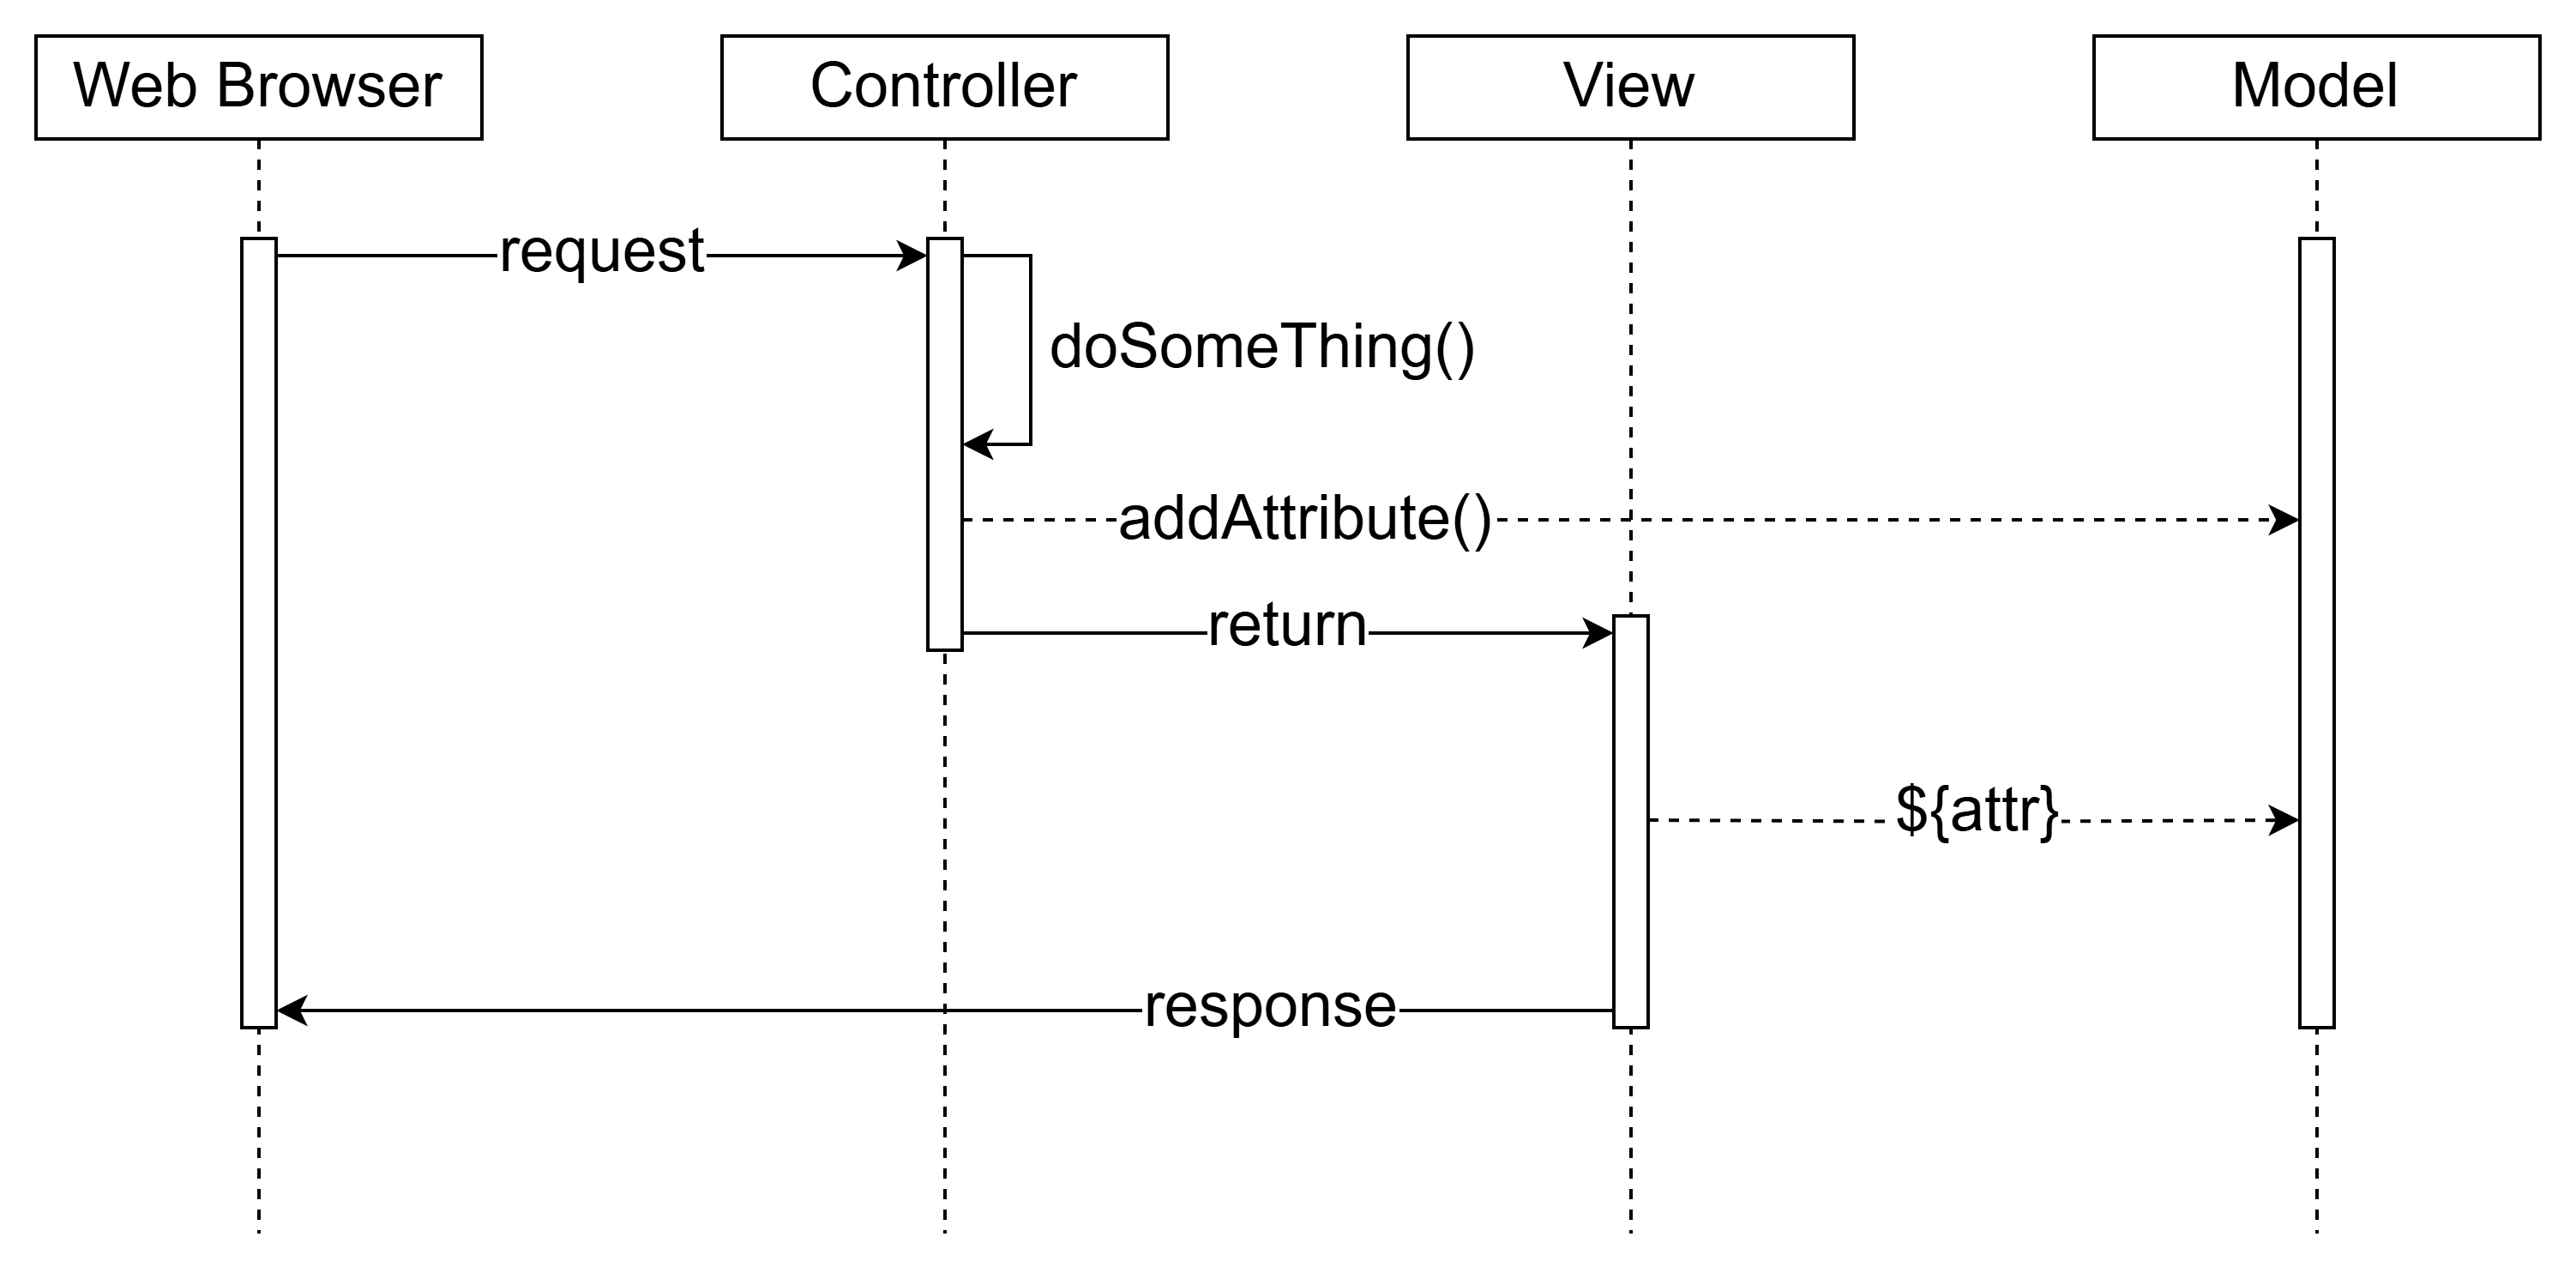 Web Browser
Controller
View
Model
request
doSomeThing()
addAttribute()
return
${attr}
response